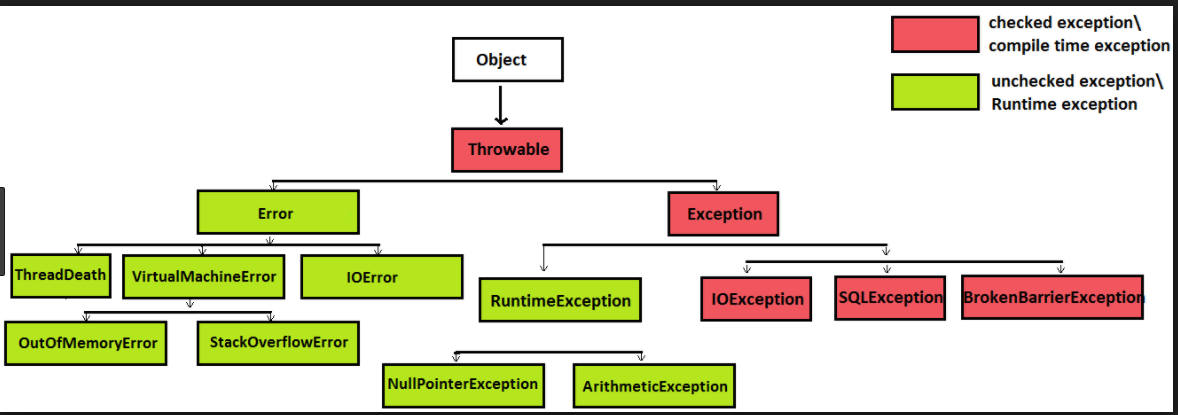 checked exception\
compile time exception
Object
unchecked exception\
Runtime exception
Throwable
Error
Exception
ThreadDeath
VirtualMachineError
IOError
RuntimeException
IOException
SQLException
BrokenBarrierException
OutOfMemoryError
StackOverflowError
NullPointerException
ArithmeticException